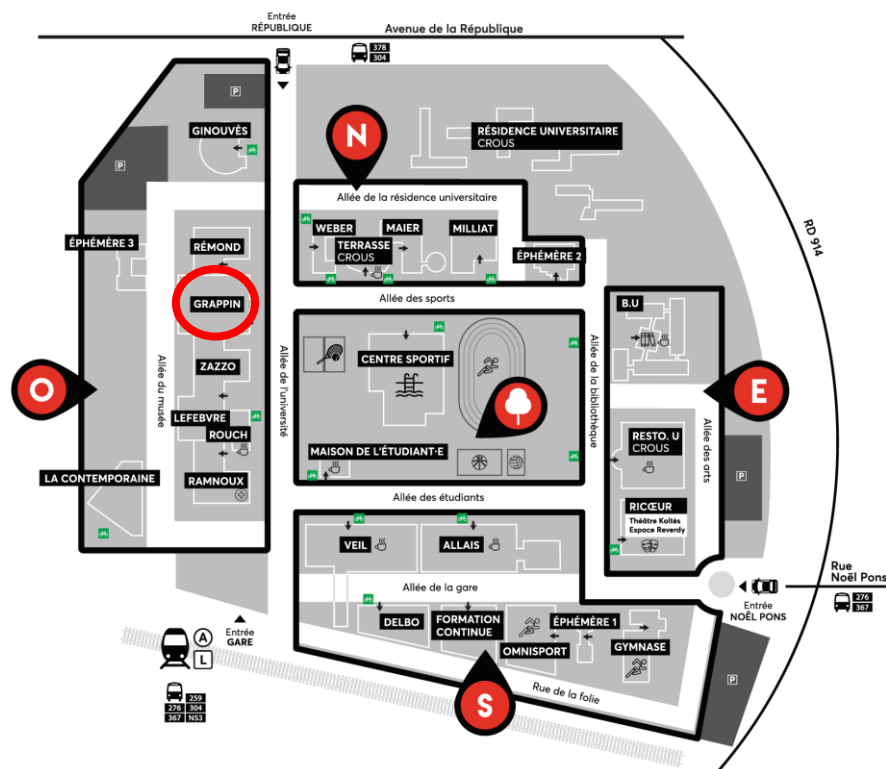 Entrée
RÉPUBLIQUE
Avenue de la République
378
304
P
GINOUVÈS
P
N
RÉSIDENCE UNIVERSITAIRE
CROUS
Allée de la résidence universitaire
WEBER
MAIER
MILLIAT
TERRASSE
CROUS
ÉPHÉMÈRE 2
RD 914
ÉPHÉMÈRE 3
RÉMOND
GRAPPIN
Allée des sports
B.U
ZAZZO
CENTRE SPORTIF
O
E
Allée du musée
Allée de l'université
Allée de la bibliothèque
Allée des arts
LEFEBVRE
ROUCH
RAMNOUX
LA CONTEMPORAINE
MAISON DE L'ÉTUDIANT·E
RESTO. U
CROUS
P
Allée des étudiants
RICŒUR
Théâtre Koltès
Espace Reverdy
VEIL
ALLAIS
Allée de la gare
Rue
Noël Pons
276
367
Entrée
NOËL PONS
DELBO
FORMATION
CONTINUE
ÉPHÉMÈRE 1
OMNISPORT
GYMNASE
Entrée
GARE
A
L
259
276 304
367 N53
S
Rue de la folie
P